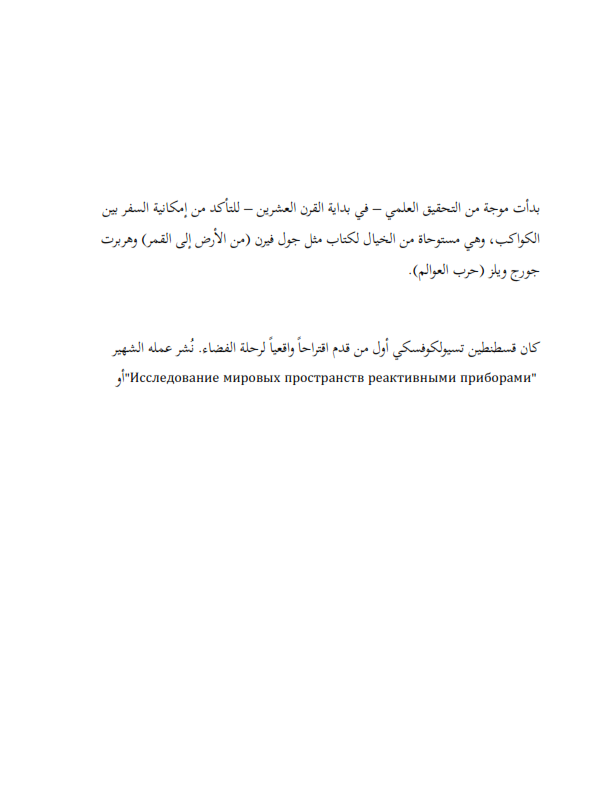 بدأت موجة من التحقيق العلمي – في بداية القرن العشرين – للتأكد من إمكانية السفر بين
الكواكب، وهي مستوحاة من الخيال لكتاب مثل جول فيرن (من الأرض إلى القمر) وهربرت
جورج ويلز (حرب العوالم).
كان قسطنطين تسيولكوفسكي أول من قدم اقتراحاً واقعياً لرحلة الفضاء. نُشر عمله الشهير
"Исследование мировых пространств реактивными приборами" أو